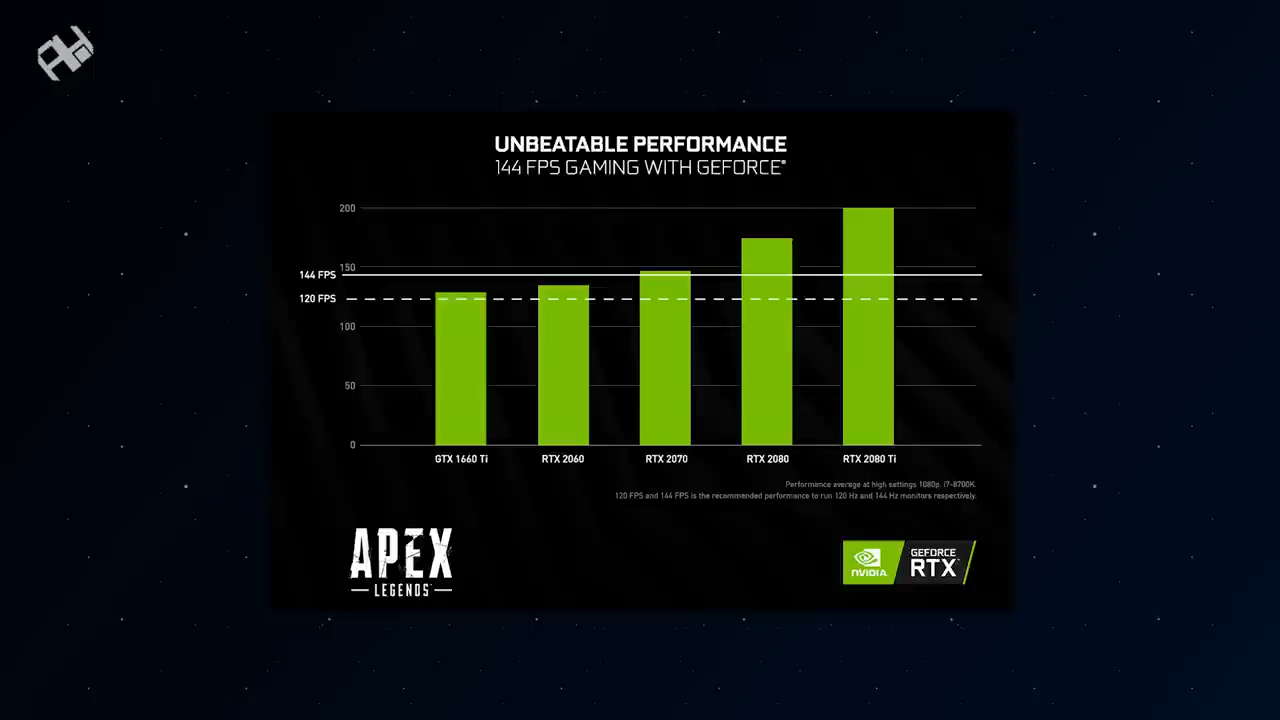 UNBEATABLE PERFORMANCE
144 FPS GAMING WITH GEFORCE®
200
150
144 FPS
120 FPS
100
50
0
GTX 1660 Ti RTX 2060 RTX 2070 RTX 2080 RTX 2080 Ti
Performance average at high settings 1080p. i7-8700K.
120 FPS and 144 FPS is the recommended performance to run 120 Hz and 144 Hz monitors respectively.
APEX
LEGENDS™
NVIDIA.
GEFORCE
RTX™